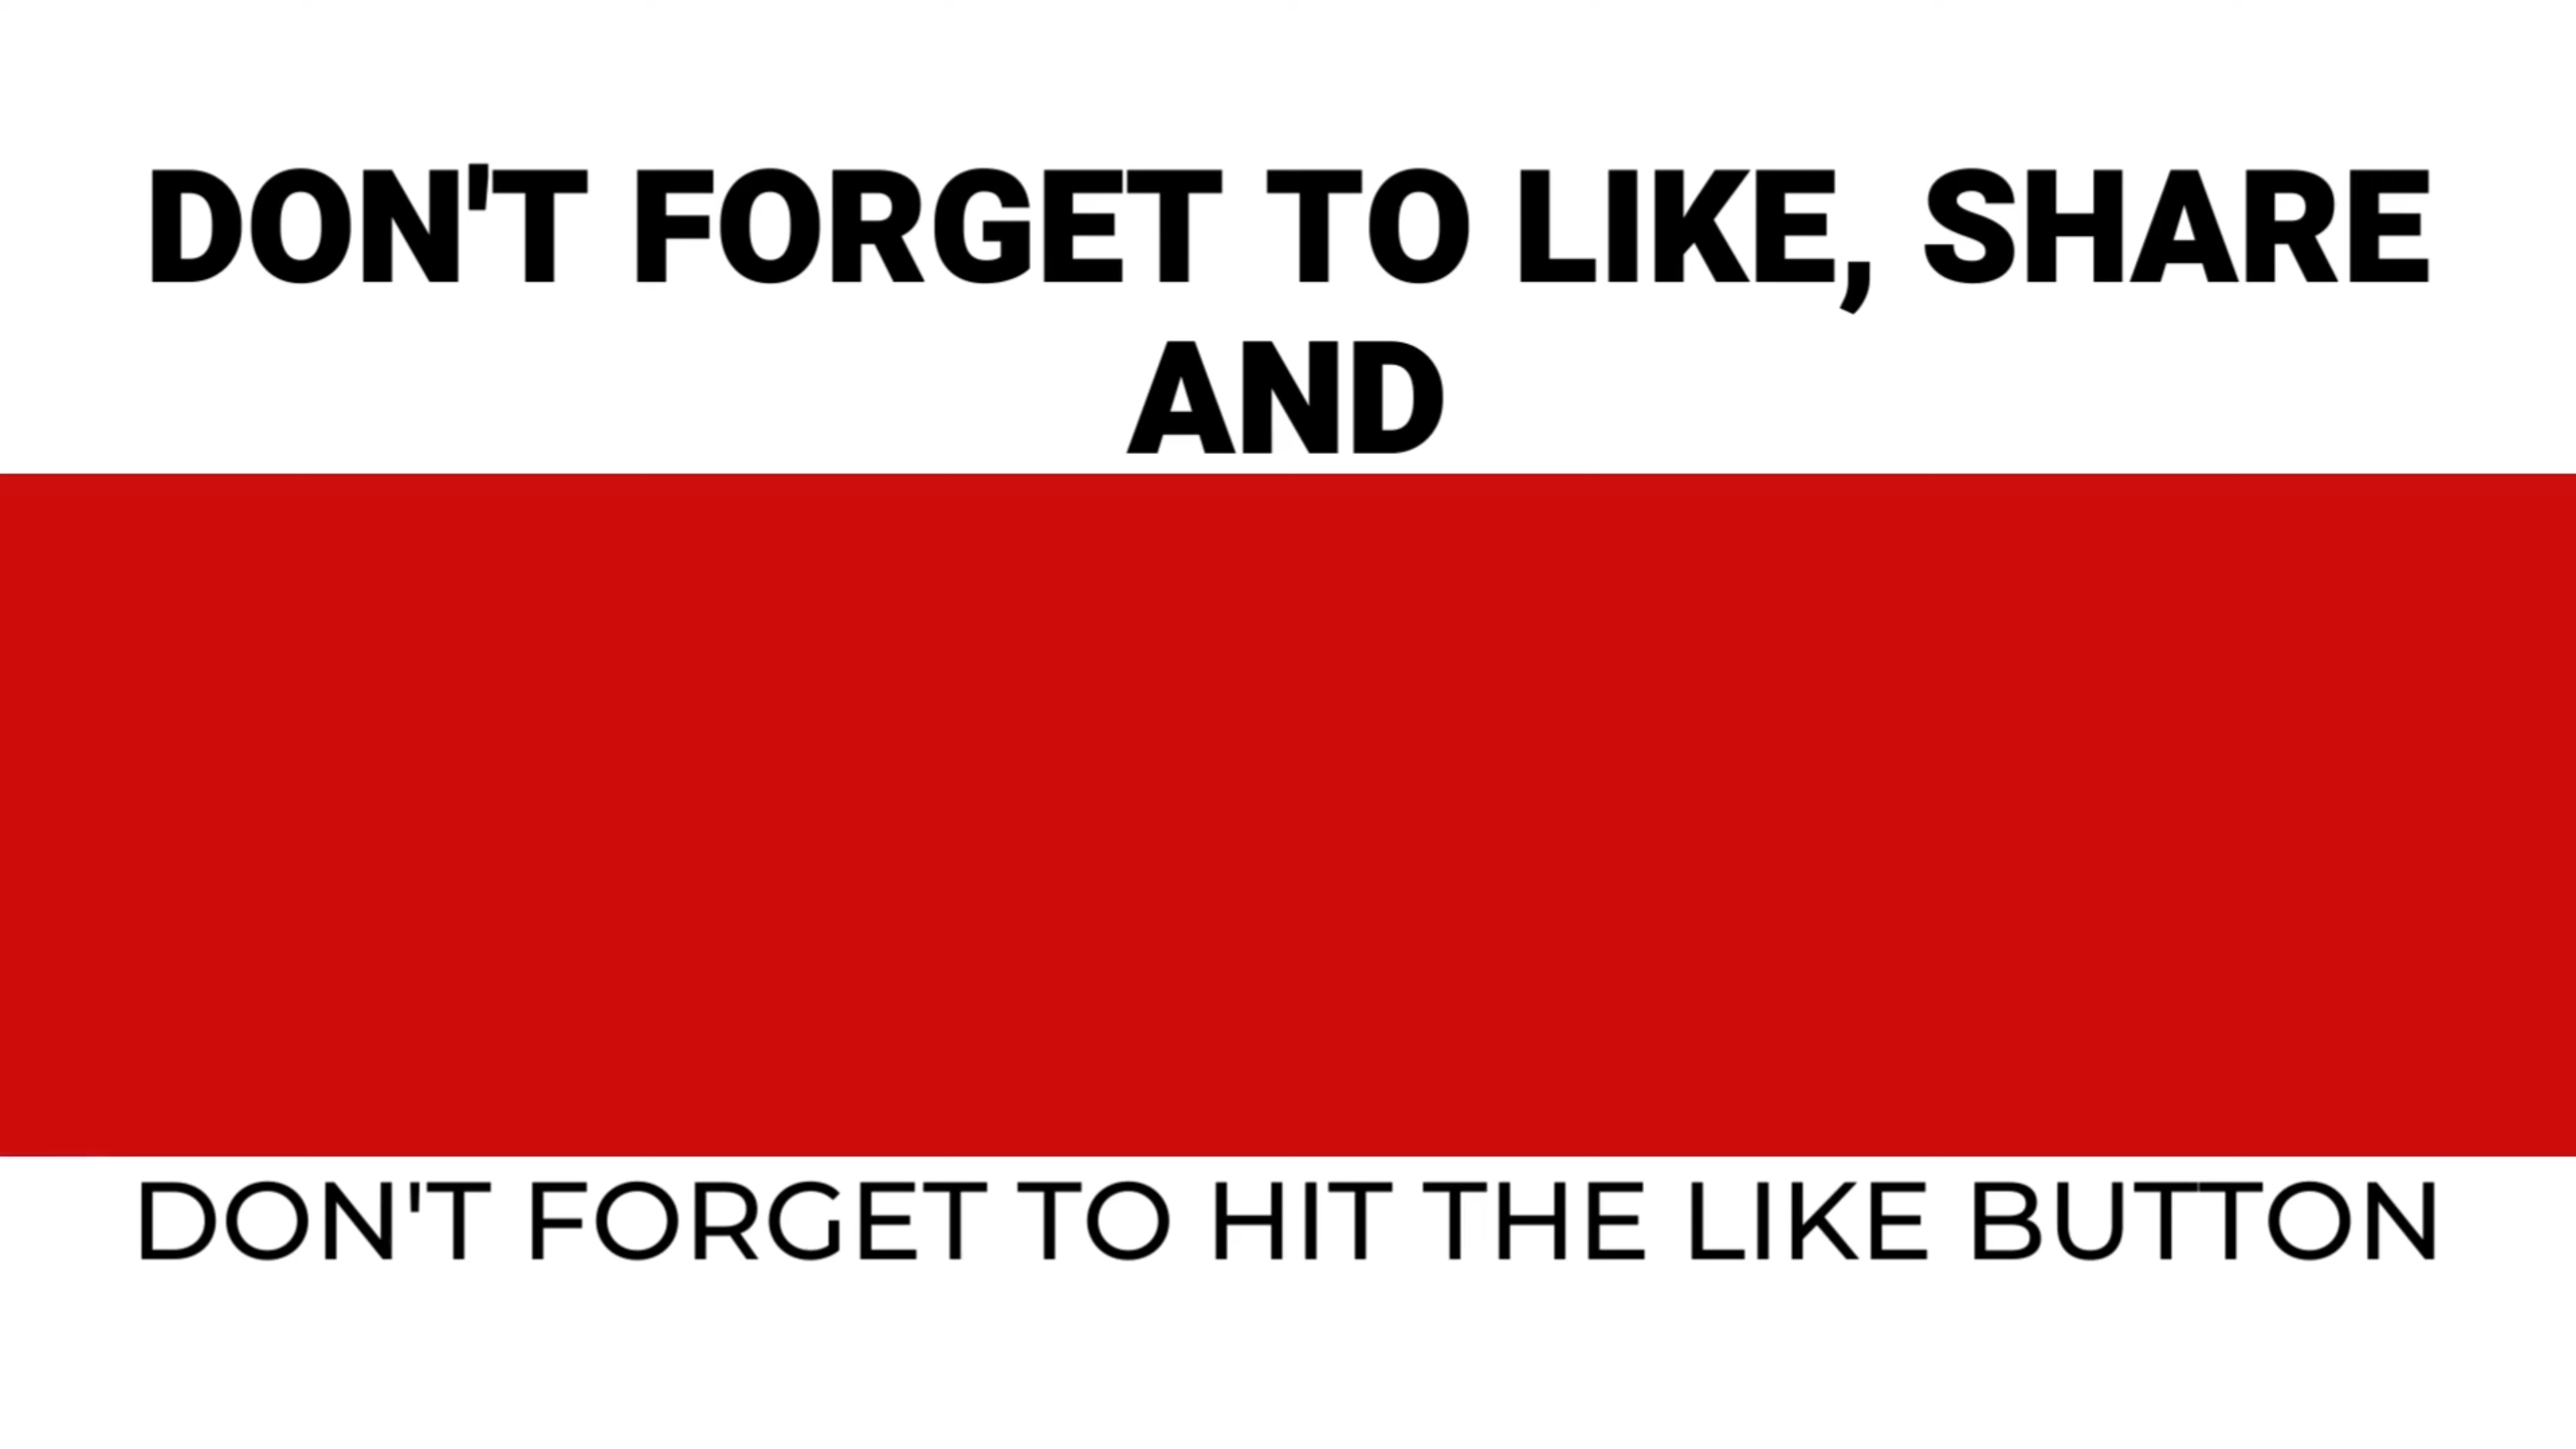 DON'T FORGET TO LIKE, SHARE
AND
DON'T FORGET TO HIT THE LIKE BUTTON